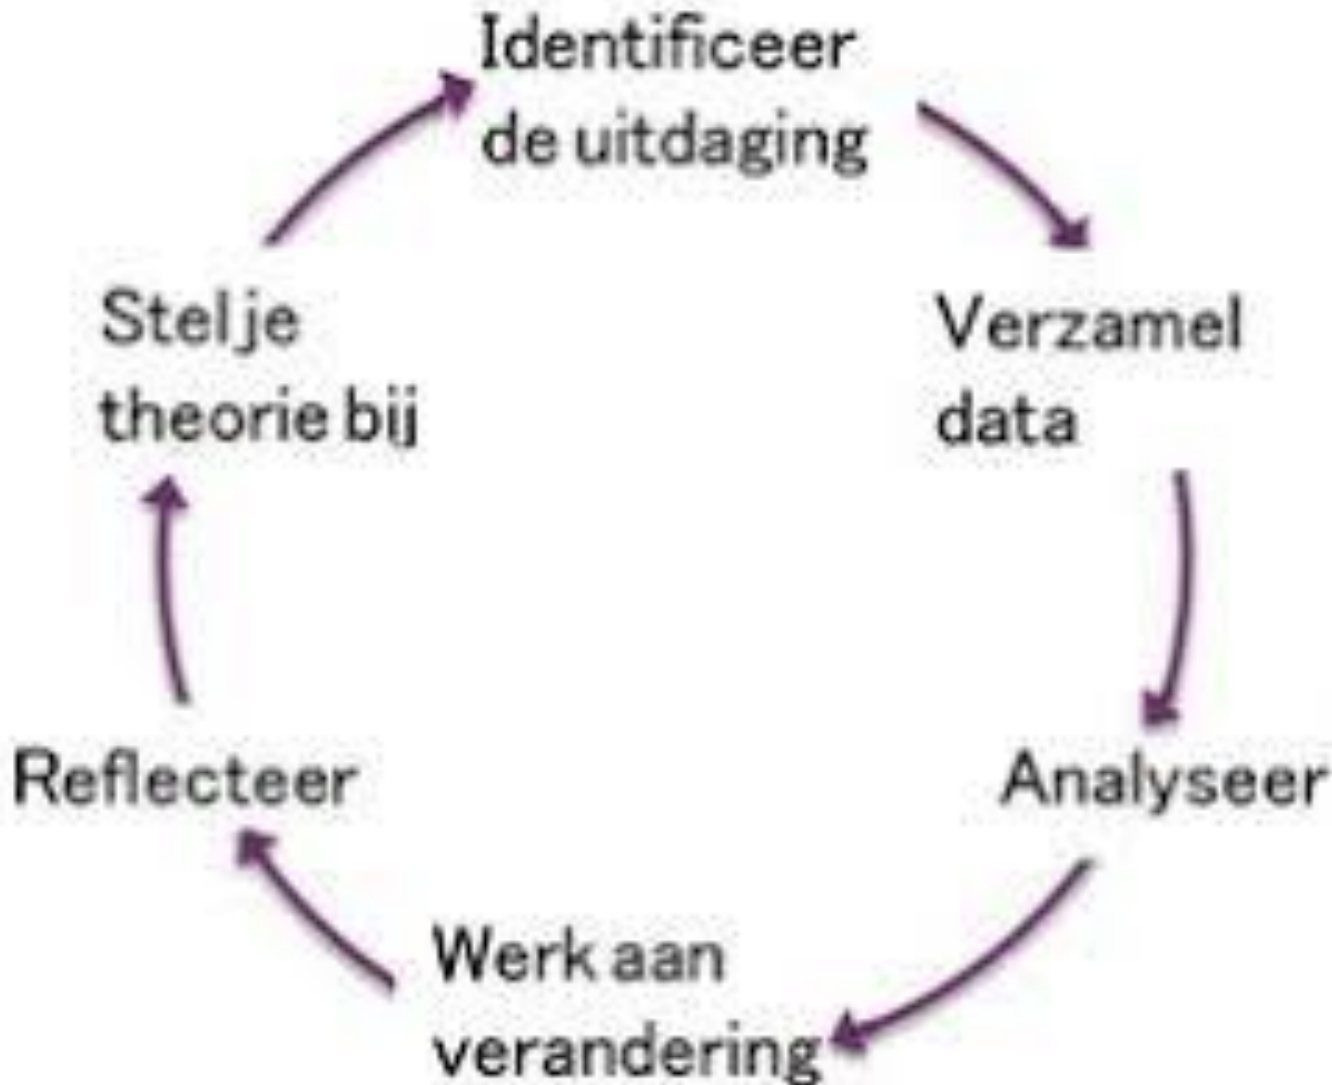 Identificeer
de uitdaging
Verzamel
data
Analyseer
Werk aan
verandering
Reflecteer
Stel je
theorie bij